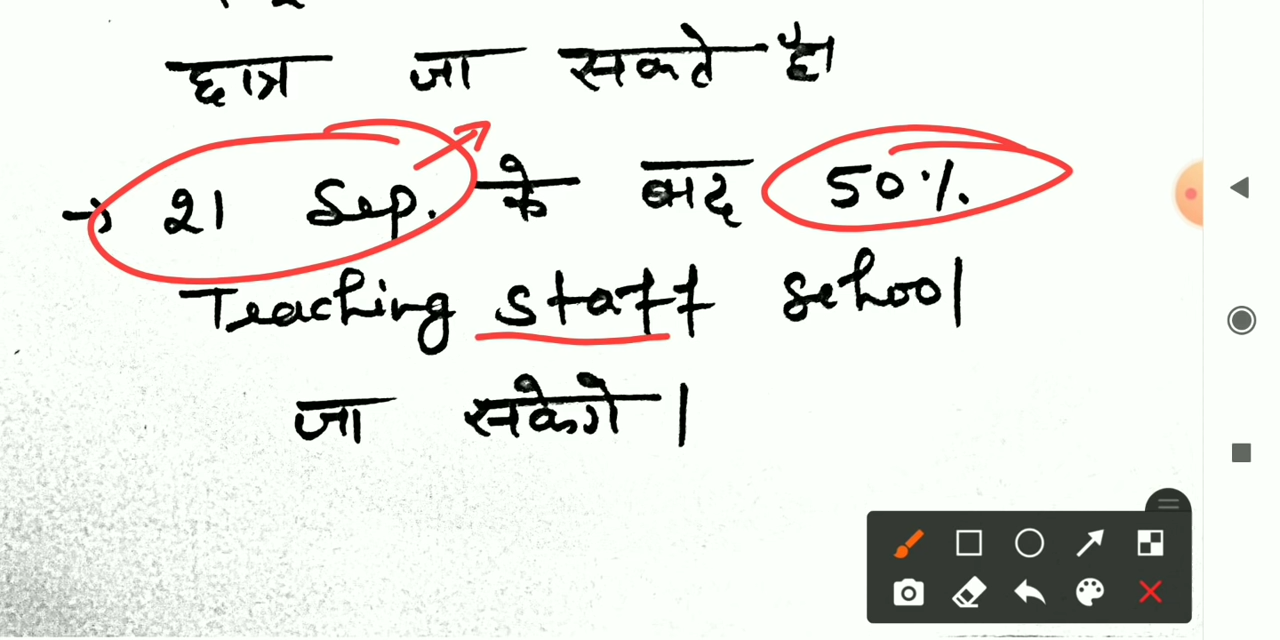 छात्र जा सकते है।
→ 21 Sep. के बाद 50%
Teaching staff school
जा सकेगे |